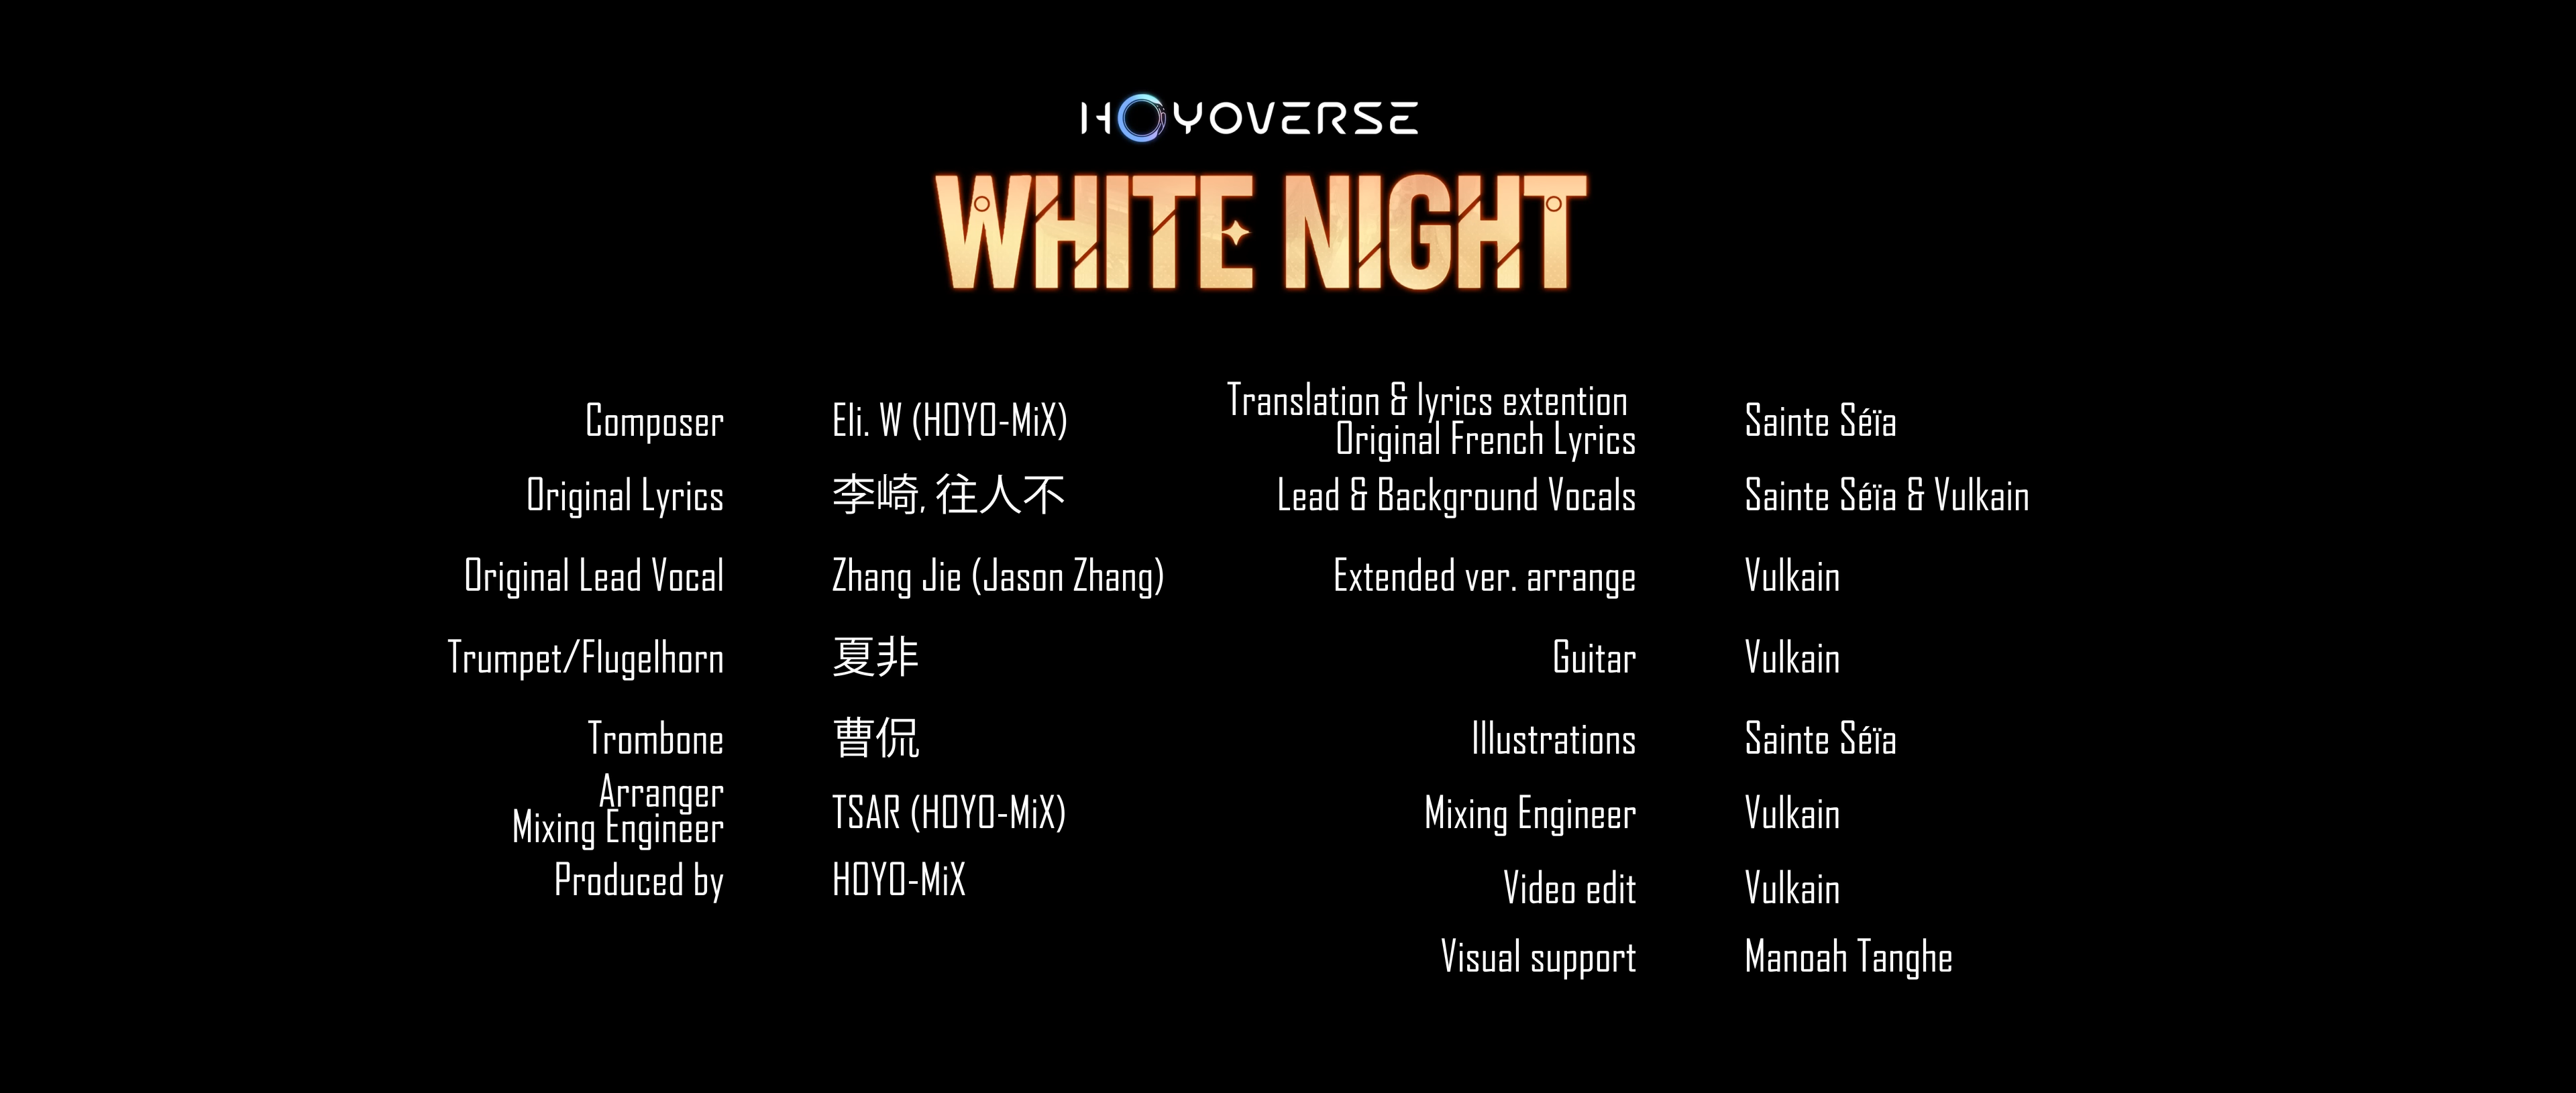 HOYOVERSE
WHITE NIGHT
Composer Eli. W (HOYO-MiX)
Original Lyrics 李崎, 往人不
Original Lead Vocal Zhang Jie (Jason Zhang)
Trumpet/Flugelhorn 夏非
Trombone 曹侃
Arranger
Mixing Engineer TSAR (HOYO-MiX)
Produced by HOYO-MiX
Translation & lyrics extention
Original French Lyrics Sainte Séïa
Lead & Background Vocals Sainte Séïa & Vulkain
Extended ver. arrange Vulkain
Guitar Vulkain
Illustrations Sainte Séïa
Mixing Engineer Vulkain
Video edit Vulkain
Visual support Manoah Tanghe